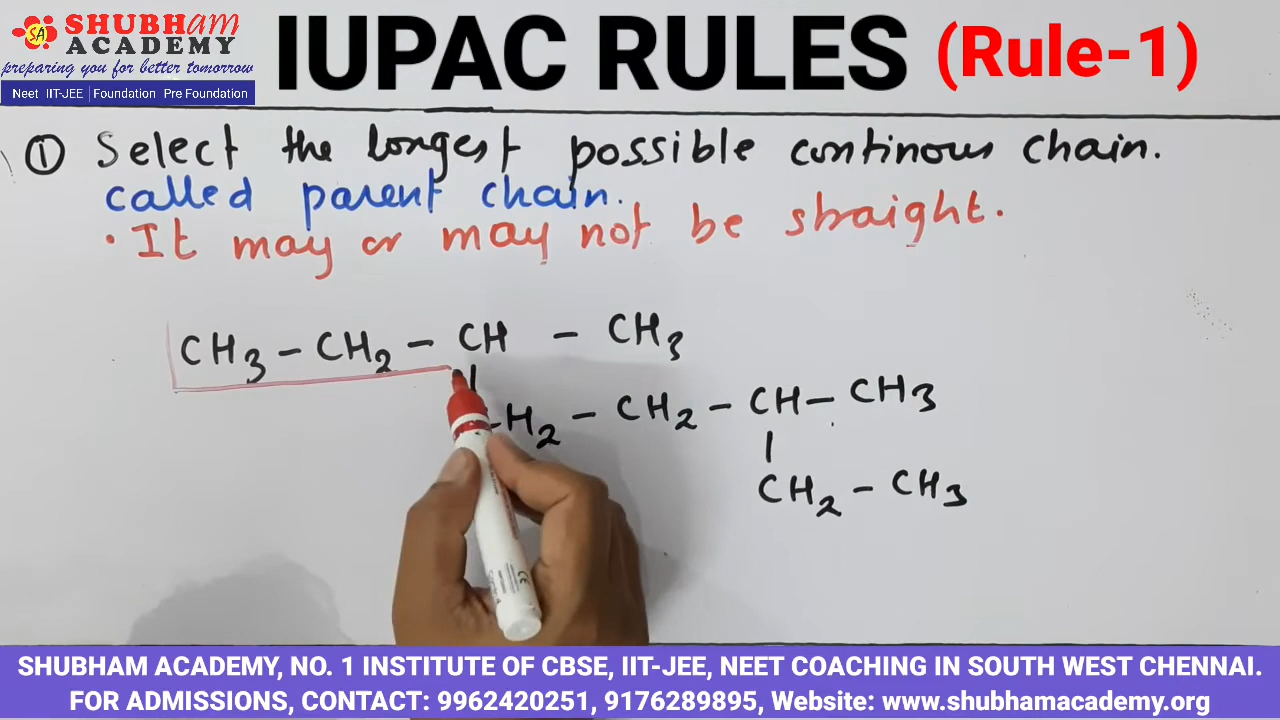 SHUBHAM
ACADEMY
SA
preparing you for better tomorrow
Neet IIT-JEE | Foundation Pre Foundation
IUPAC RULES (Rule-1)
① Select the longest possible continous chain.
called parent chain.
• It may or may not be straight.
CH3 – CH2 – CH – CH3
H2 – CH2 – CH – CH3
CH2 – CH3
SHUBHAM ACADEMY, NO. 1 INSTITUTE OF CBSE, IIT-JEE, NEET COACHING IN SOUTH WEST CHENNAI.
FOR ADMISSIONS, CONTACT: 9962420251, 9176289895, Website: www.shubhamacademy.org